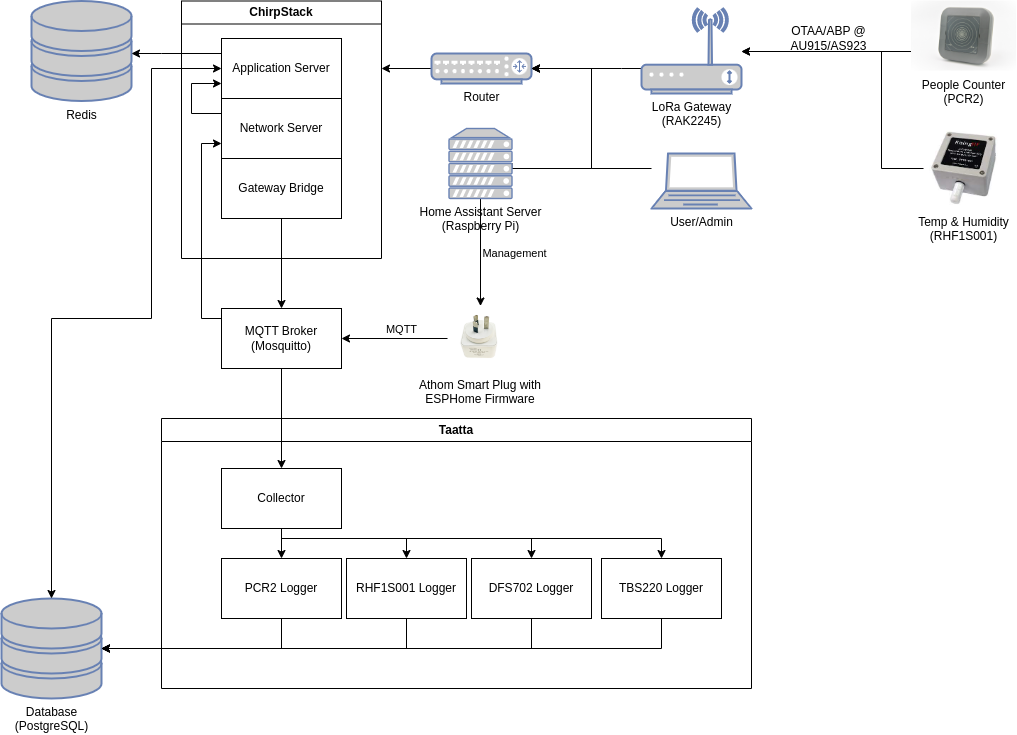 ChirpStack
Application Server
Network Server
Gateway Bridge
Redis
Router
LoRa Gateway
(RAK2245)
OTAA/ABP @
AU915/AS923
People Counter
(PCR2)
Temp & Humidity
(RHF1S001)
Home Assistant Server
(Raspberry Pi)
User/Admin
Management
MQTT Broker
(Mosquitto)
MQTT
Athom Smart Plug with
ESPHome Firmware
Taatta
Collector
PCR2 Logger
RHF1S001 Logger
DFS702 Logger
TBS220 Logger
Database
(PostgreSQL)